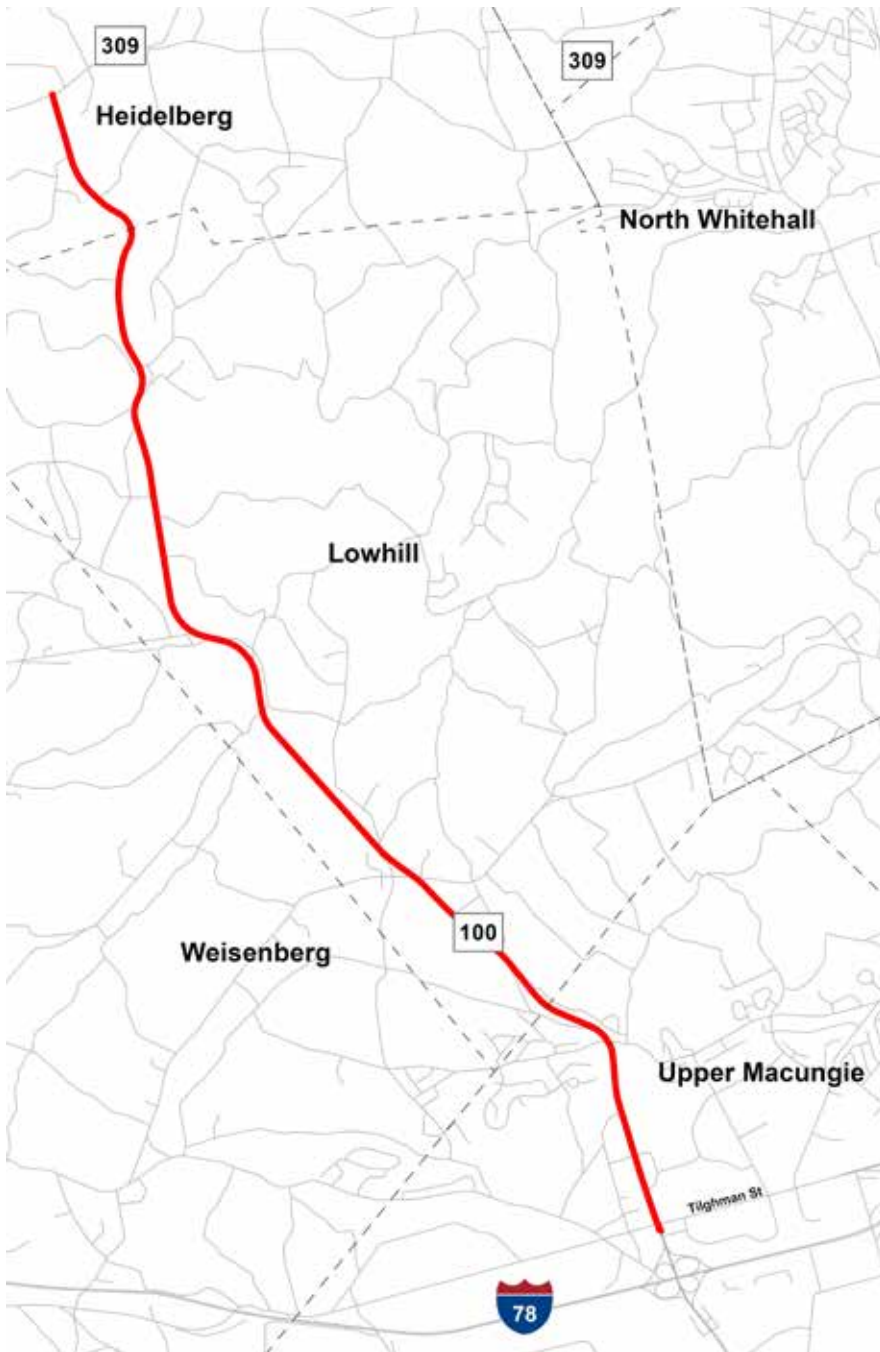 309
309
Heidelberg
North Whitehall
Lowhill
100
Weisenberg
Upper Macungie
Tilghman St
78